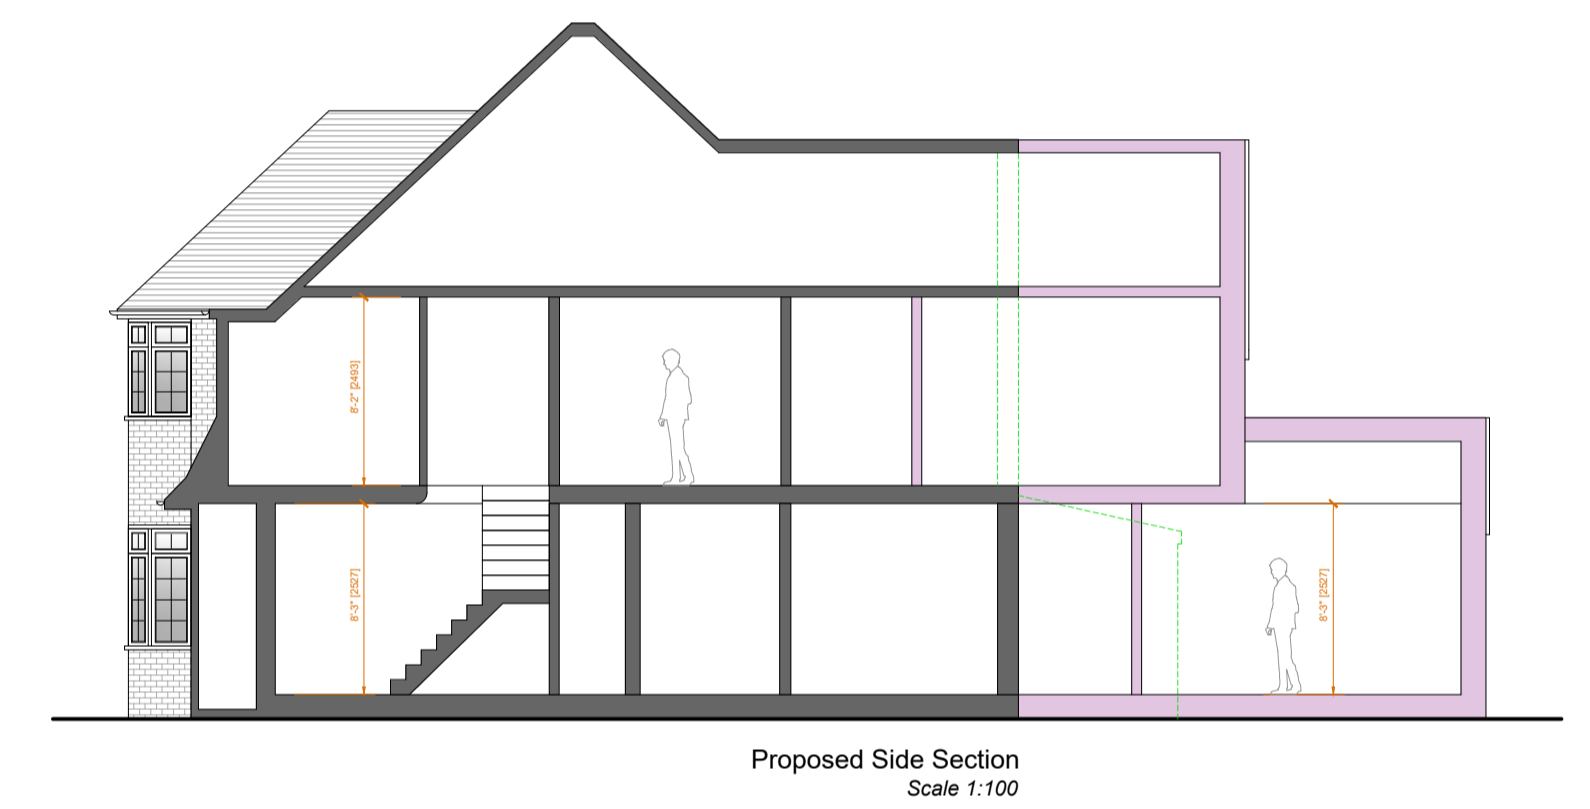 8'-2" [2493]
8'-3" [2527]
8'-3" [2527]
Proposed Side Section
Scale 1:100